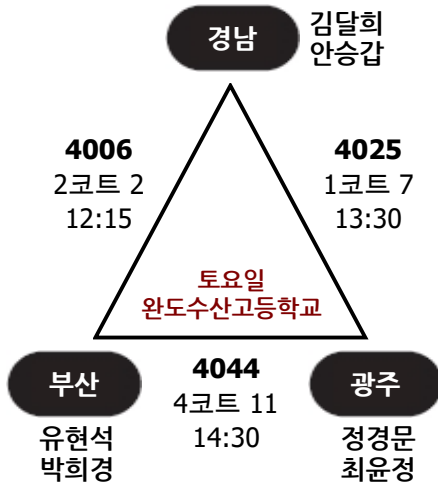 경남
김달희
안승갑
4006
2코트 2
12:15
4025
1코트 7
13:30
토요일
완도수산고등학교
부산
유현석
박희경
4044
4코트 11
14:30
광주
정경문
최윤정